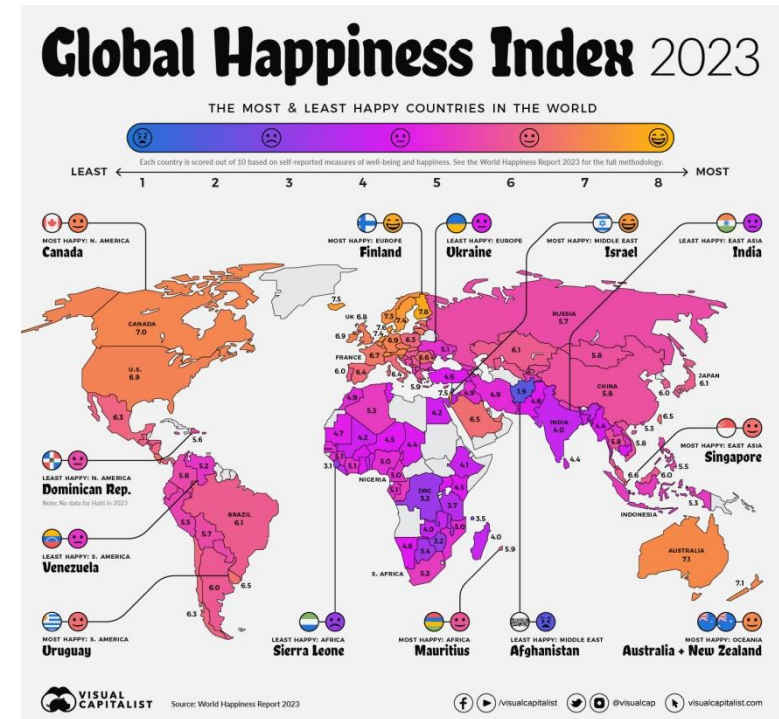 Global Happiness Index 2023
THE MOST & LEAST HAPPY COUNTRIES IN THE WORLD
Each country is scored out of 10 based on self-reported measures of well-being and happiness. See the World Happiness Report 2023 for the full methodology.
LEAST MOST
1 2 3 4 5 6 7 8
MOST HAPPY: N. AMERICA
Canada
MOST HAPPY: EUROPE
Finland
LEAST HAPPY: EUROPE
Ukraine
MOST HAPPY: MIDDLE EAST
Israel
LEAST HAPPY: EAST ASIA
India
CANADA
7.0
U.S.
6.9
6.3
5.6
7.5
UK 6.8
6.9
7.3
7.4
7.8
7.6
7.4
6.9
6.3
FRANCE
6.7
6.6
6.0
6.4
6.4
5.9
5.1
4.6
7.5
RUSSIA
5.7
6.1
5.8
CHINA
5.8
JAPAN
6.1
6.0
6.5
4.9
4.9
1.9
4.6
6.5
INDIA
4.0
4.4
4.4
5.8
5.3
5.8
6.6
6.0
5.5
INDONESIA
5.3
4.9
5.3
4.2
4.7
4.2
4.5
4.4
3.1
5.1
5.1
5.0
NIGERIA
5.0
5.1
4.1
4.5
DRC
3.2
3.7
3.5
4.0
5.0
3.2
4.0
4.6
3.4
5.9
S. AFRICA
5.3
5.2
5.6
BRAZIL
6.1
5.5
5.7
6.0
6.5
6.3
AUSTRALIA
7.1
7.1
LEAST HAPPY: N. AMERICA
Dominican Rep.
Note: No data for Haiti in 2023
LEAST HAPPY: S. AMERICA
Venezuela
MOST HAPPY: S. AMERICA
Uruguay
MOST HAPPY: EAST ASIA
Singapore
LEAST HAPPY: AFRICA
Sierra Leone
MOST HAPPY: AFRICA
Mauritius
LEAST HAPPY: MIDDLE EAST
Afghanistan
MOST HAPPY: OCEANIA
Australia + New Zealand
VISUAL
CAPITALIST
Source: World Happiness Report 2023
/visualcapitalist @visualcap visualcapitalist.com